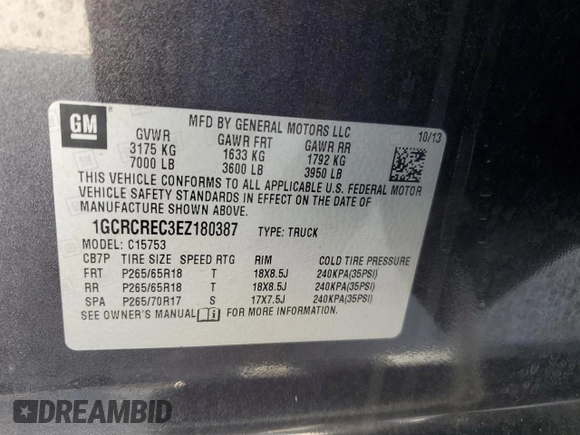 GM
MFD BY GENERAL MOTORS LLC
10/13
GVWR GAWR FRT GAWR RR
3175 KG 1633 KG 1792 KG
7000 LB 3600 LB 3950 LB
THIS VEHICLE CONFORMS TO ALL APPLICABLE U.S. FEDERAL MOTOR
VEHICLE SAFETY STANDARDS IN EFFECT ON THE DATE OF
MANUFACTURE SHOWN ABOVE.
1GCRCREC3EZ180387 TYPE: TRUCK
MODEL: C15753
CB7P TIRE SIZE SPEED RTG RIM COLD TIRE PRESSURE
FRT P265/65R18 T 18X8.5J 240KPA(35PSI)
RR P265/65R18 T 18X8.5J 240KPA(35PSI)
SPA P265/70R17 S 17X7.5J 240KPA(35PSI)
SEE OWNER'S MANUAL FOR MORE INFORMATION.
DREAMBID